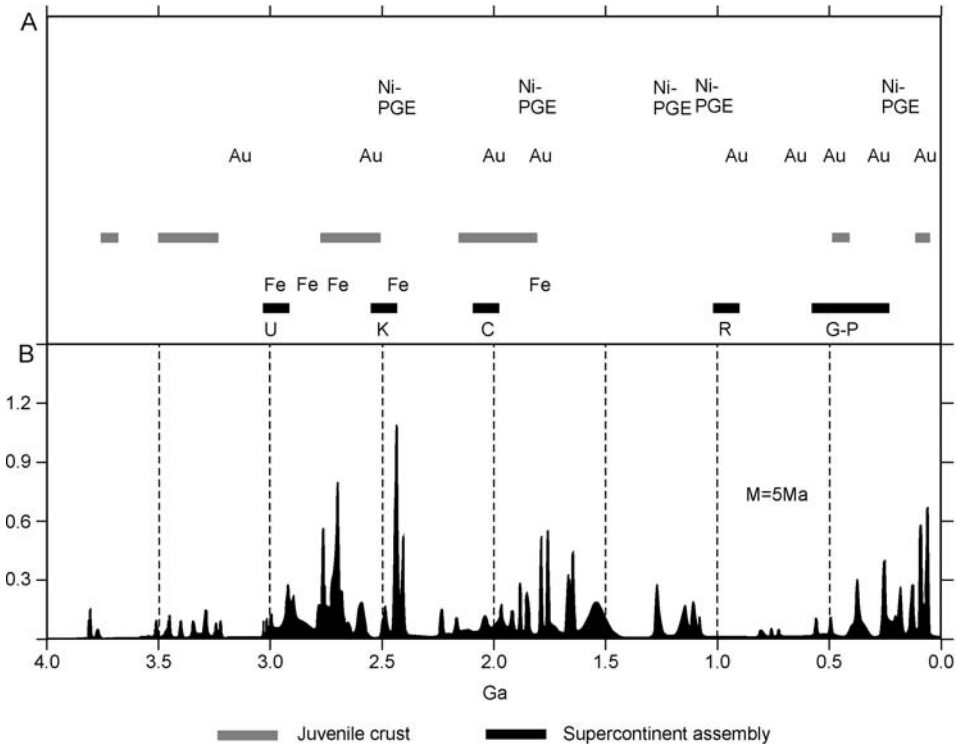 A
Ni- Ni- Ni- Ni- Ni-
PGE PGE PGE PGE PGE
Au Au Au Au Au Au Au Au Au
Fe Fe Fe Fe Fe
U K C R G-P
B
1.2
0.9
M=5Ma
0.6
0.3
4.0 3.5 3.0 2.5 2.0 1.5 1.0 0.5 0.0
Ga
Juvenile crust Supercontinent assembly